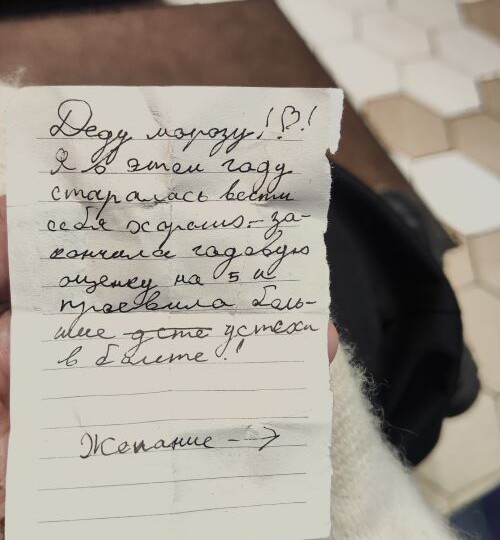 Деду морозу!♡!
Я в этом году
старалась вести
себя хорошо - за-
кончила годовую
оценку на 5 и
проевила боль-
шие успехи
в балете!
Желание -->